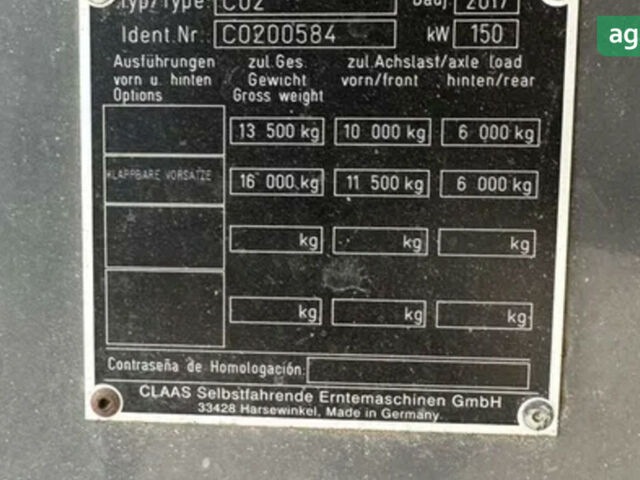 Typ/Type: C02 Bauj. 2017
Ident.Nr. C0200584 kW 150
Ausführungen zul.Ges. zul.Achslast/axle load
vorn u. hinten Gewicht vorn/front hinten/rear
Options Gross weight
13 500 kg 10 000 kg 6 000 kg
KLAPPBARE VORSATZE 16 000 kg 11 500 kg 6 000 kg
kg kg kg
kg kg kg
Contraseña de Homologación:
CLAAS Selbstfahrende Erntemaschinen GmbH
33428 Harsewinkel, Made in Germany
ag